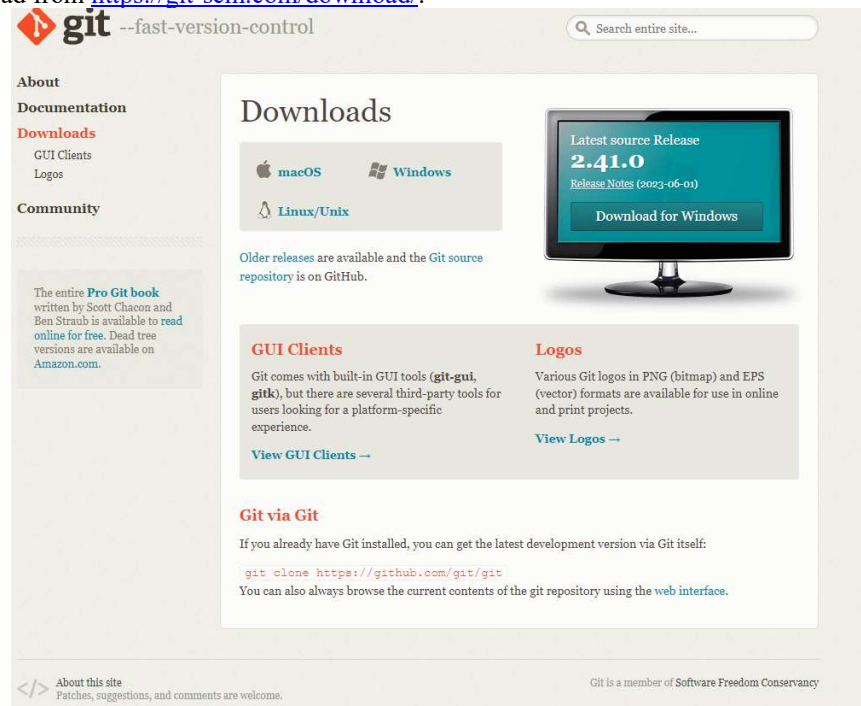 ad from https://git-scm.com/download/.
git --fast-version-control
Search entire site...
About
Documentation
Downloads
GUI Clients
Logos
Community
The entire Pro Git book
written by Scott Chacon and
Ben Straub is available to read
online for free. Dead tree
versions are available on
Amazon.com.
Downloads
macOS
Windows
Linux/Unix
Older releases are available and the Git source
repository is on GitHub.
Latest source Release
2.41.0
Release Notes (2023-06-01)
Download for Windows
GUI Clients
Git comes with built-in GUI tools (git-gui,
gitk), but there are several third-party tools for
users looking for a platform-specific
experience.
View GUI Clients →
Logos
Various Git logos in PNG (bitmap) and EPS
(vector) formats are available for use in online
and print projects.
View Logos →
Git via Git
If you already have Git installed, you can get the latest development version via Git itself:
git clone https://github.com/git/git
You can also always browse the current contents of the git repository using the web interface.
</> About this site
Patches, suggestions, and comments are welcome.
Git is a member of Software Freedom Conservancy